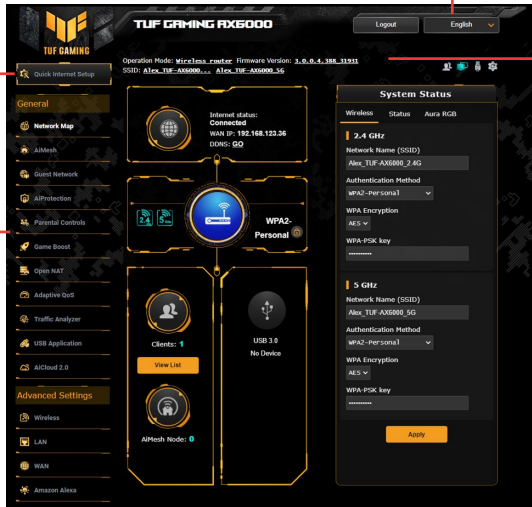 TUF GAMING
TUF GAMING AX6000
Logout
English
Operation Mode: Wireless router Firmware Version: 3.0.0.4.388_31931
SSID: Alex_TUF-AX6000... Alex_TUF-AX6000_5G
Quick Internet Setup
General
Network Map
AiMesh
Guest Network
AiProtection
Parental Controls
Game Boost
Open NAT
Adaptive QoS
Traffic Analyzer
USB Application
AiCloud 2.0
Advanced Settings
Wireless
LAN
WAN
Amazon Alexa
Internet status:
Connected
WAN IP: 192.168.123.36
DDNS: GO
2.4
5
WPA2-
Personal
Clients: 1
View List
AiMesh Node: 0
USB 3.0
No Device
System Status
Wireless
Status
Aura RGB
2.4 GHz
Network Name (SSID)
Alex_TUF-AX6000_2.4G
Authentication Method
WPA2-Personal
WPA Encryption
AES
WPA-PSK key
••••••••••
5 GHz
Network Name (SSID)
Alex_TUF-AX6000_5G
Authentication Method
WPA2-Personal
WPA Encryption
AES
WPA-PSK key
••••••••••
Apply